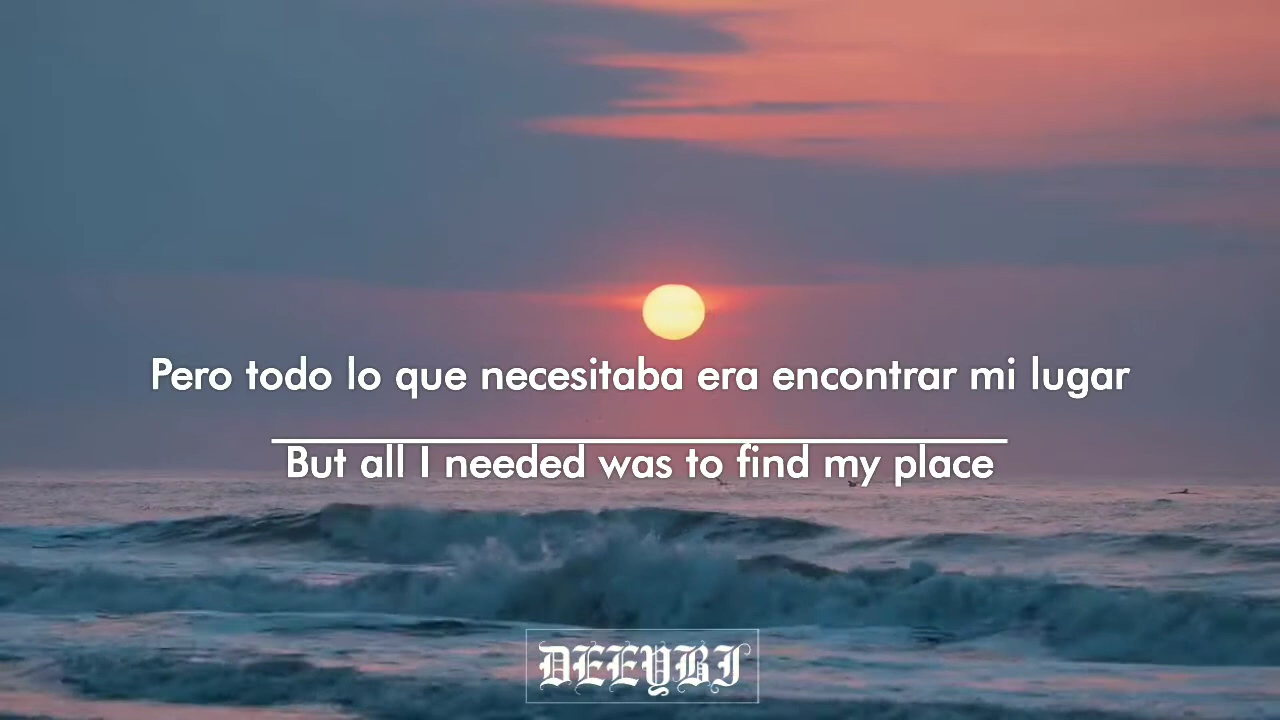 Pero todo lo que necesitaba era encontrar mi lugar
But all I needed was to find my place
DEEYBI